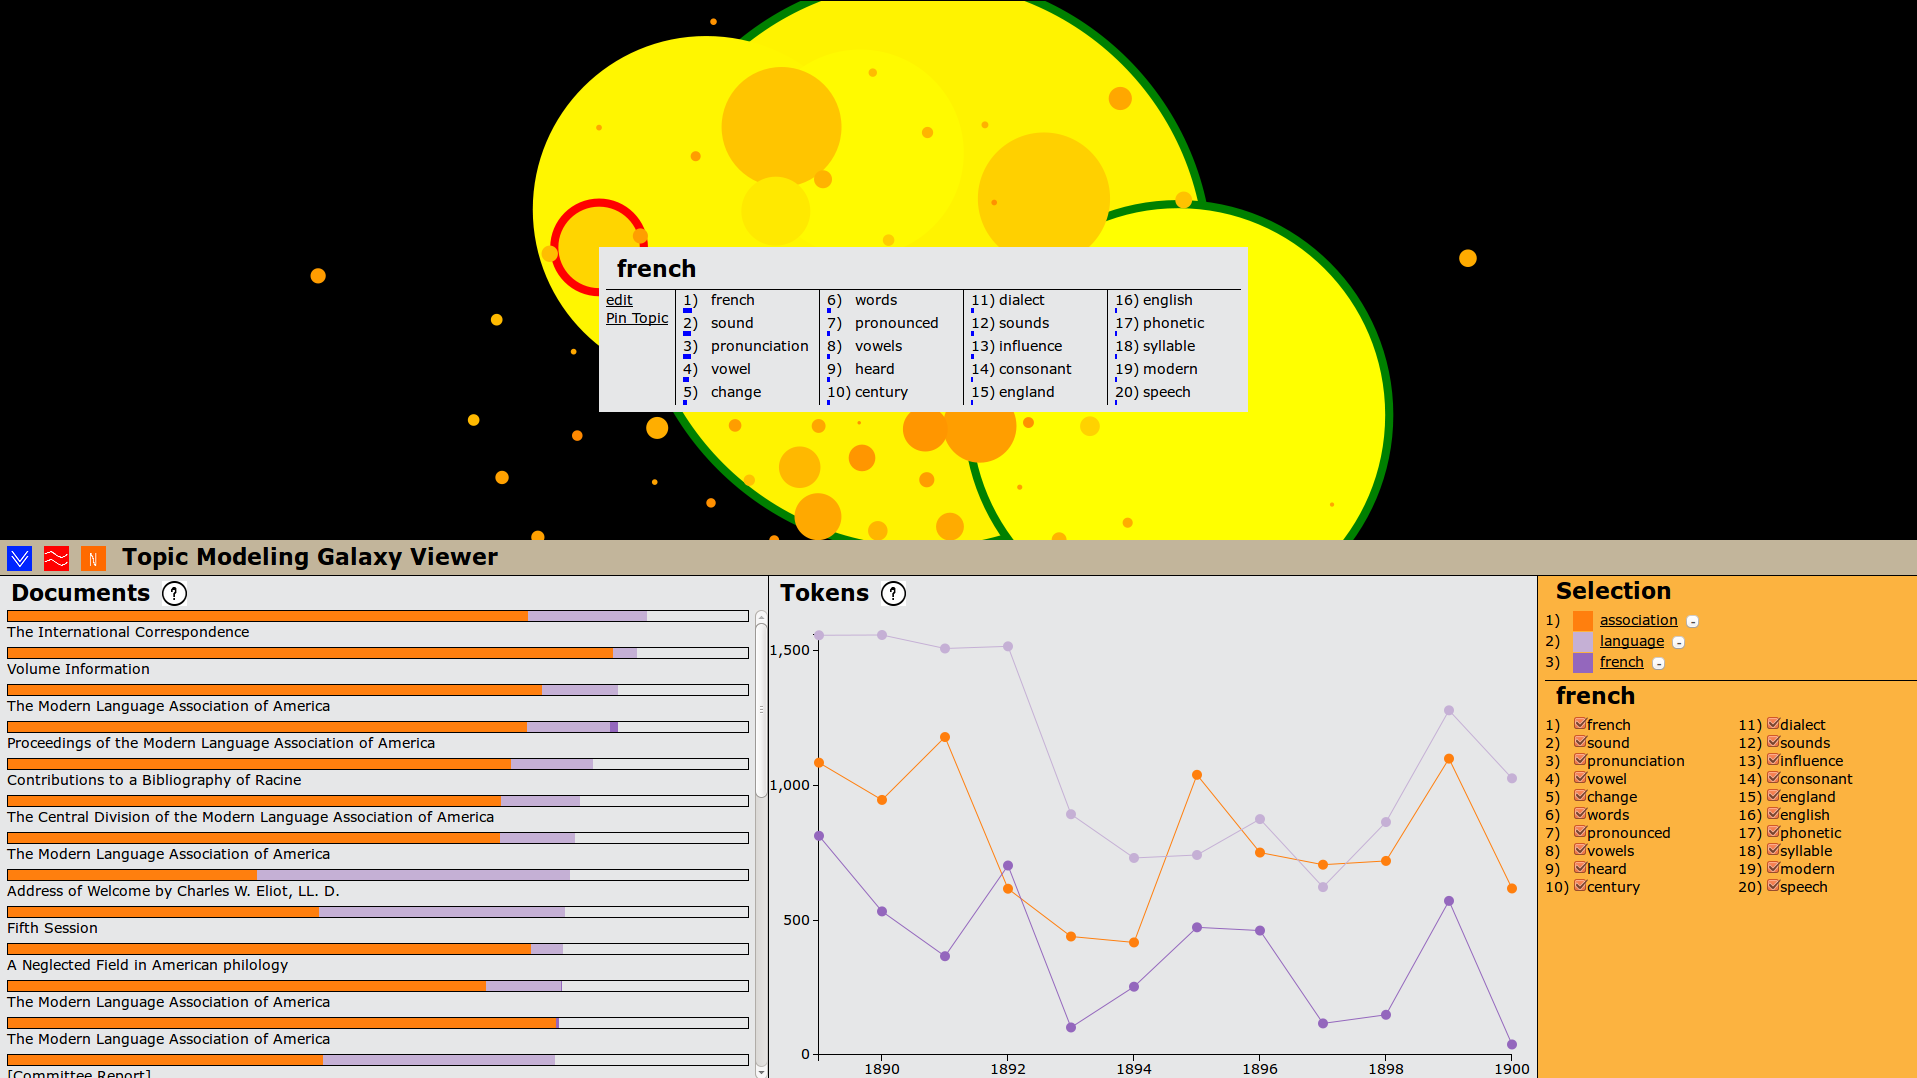 french
edit
Pin Topic
1) french
2) sound
3) pronunciation
4) vowel
5) change
6) words
7) pronounced
8) vowels
9) heard
10) century
11) dialect
12) sounds
13) influence
14) consonant
15) england
16) english
17) phonetic
18) syllable
19) modern
20) speech
N Topic Modeling Galaxy Viewer
Documents ?
The International Correspondence
Volume Information
The Modern Language Association of America
Proceedings of the Modern Language Association of America
Contributions to a Bibliography of Racine
The Central Division of the Modern Language Association of America
The Modern Language Association of America
Address of Welcome by Charles W. Eliot, LL. D.
Fifth Session
A Neglected Field in American philology
The Modern Language Association of America
The Modern Language Association of America
[Committee Report]
Tokens ?
1,500
1,000
500
0
1890 1892 1894 1896 1898 1900
Selection
1) association -
2) language -
3) french -
french
1) french
2) sound
3) pronunciation
4) vowel
5) change
6) words
7) pronounced
8) vowels
9) heard
10) century
11) dialect
12) sounds
13) influence
14) consonant
15) england
16) english
17) phonetic
18) syllable
19) modern
20) speech